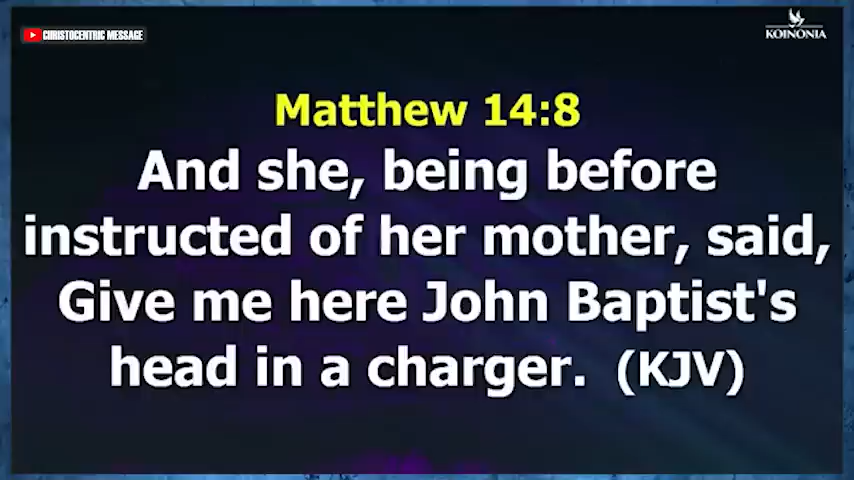 CHRISTOCENTRIC MESSAGE
KOINONIA
Matthew 14:8
And she, being before
instructed of her mother, said,
Give me here John Baptist's
head in a charger. (KJV)